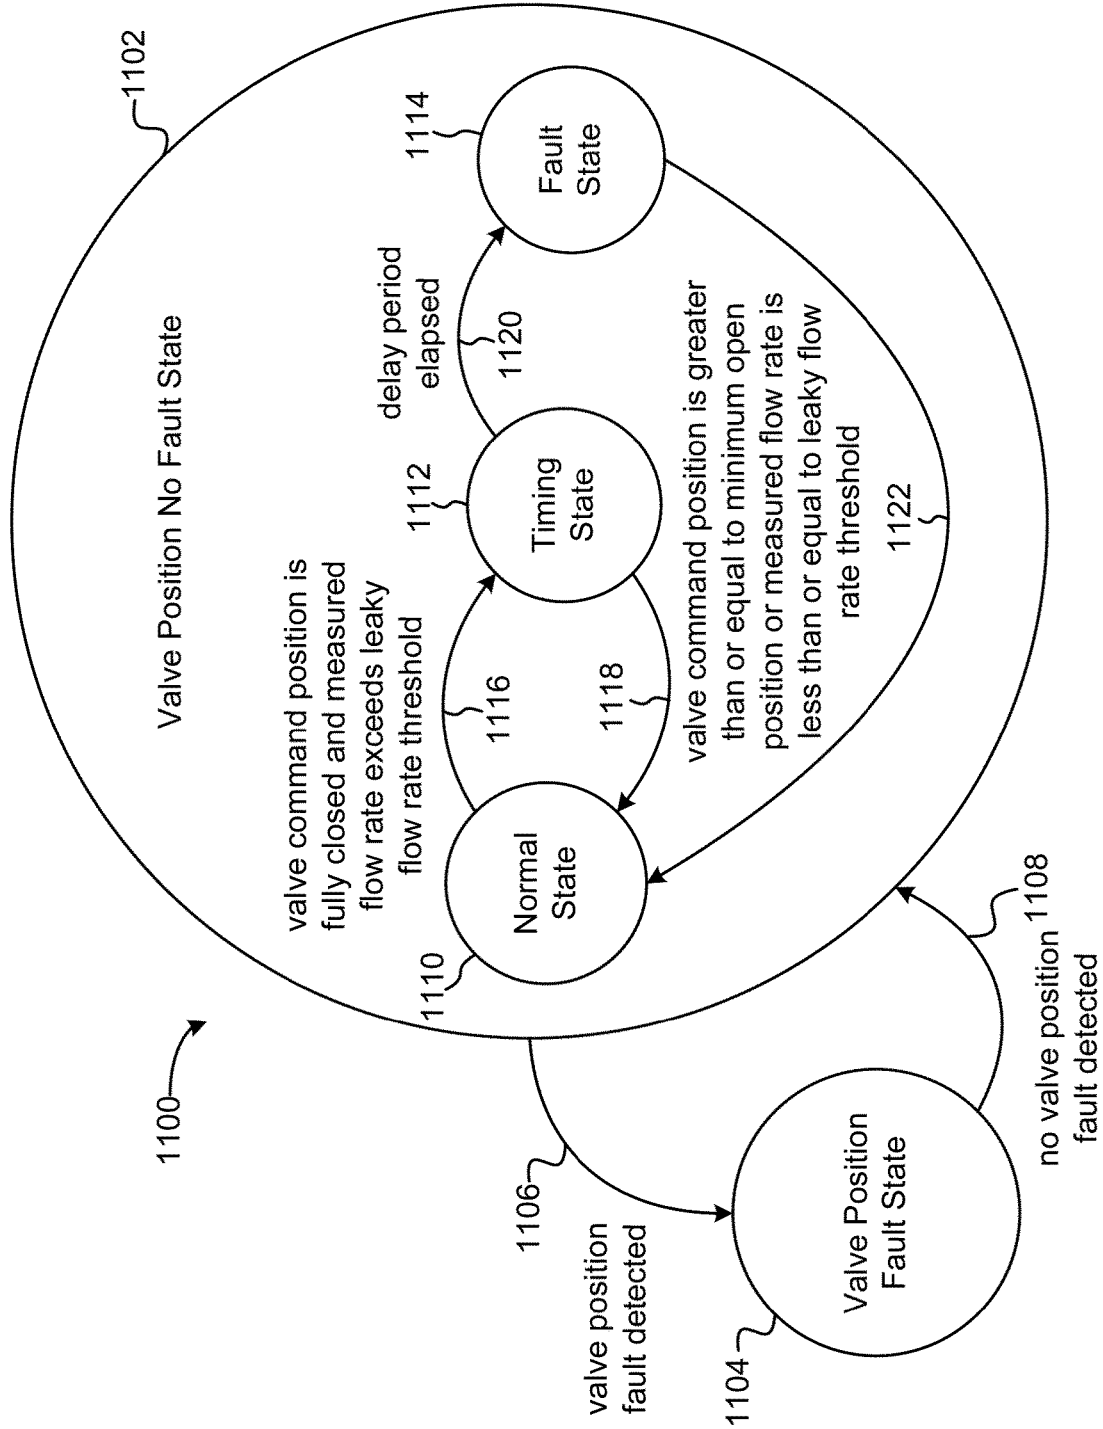 1100
1102
Valve Position No Fault State
valve command position is
fully closed and measured
flow rate exceeds leaky
flow rate threshold
delay period
elapsed
1110
1112
1114
1116
1120
Normal
State
Timing
State
Fault
State
1118
valve command position is greater
than or equal to minimum open
position or measured flow rate is
less than or equal to leaky flow
rate threshold
1122
1106
valve position
fault detected
1104
Valve Position
Fault State
1108
no valve position
fault detected